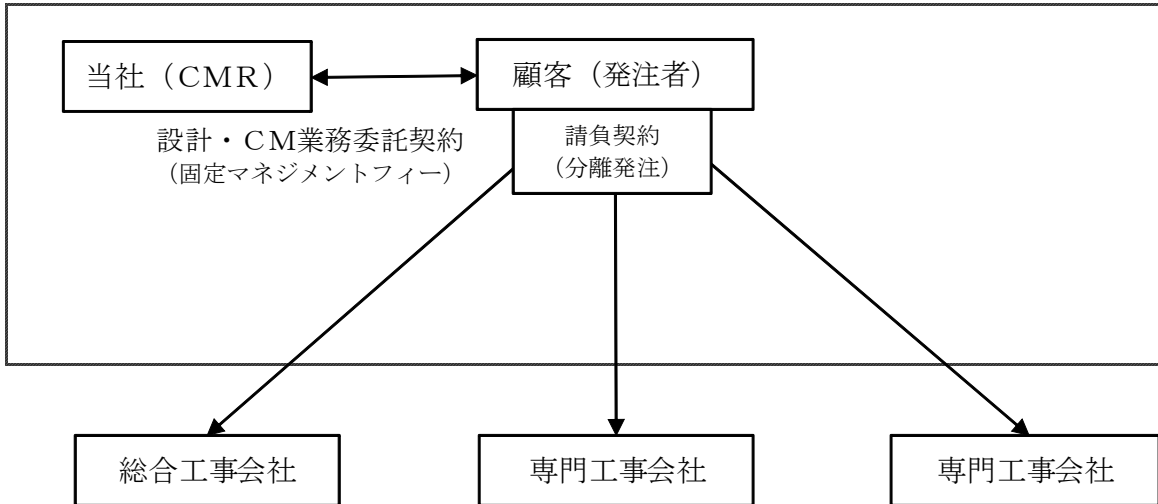 当社（ＣＭＲ）
顧客（発注者）
設計・ＣＭ業務委託契約
（固定マネジメントフィー）
請負契約
（分離発注）
総合工事会社
専門工事会社
専門工事会社